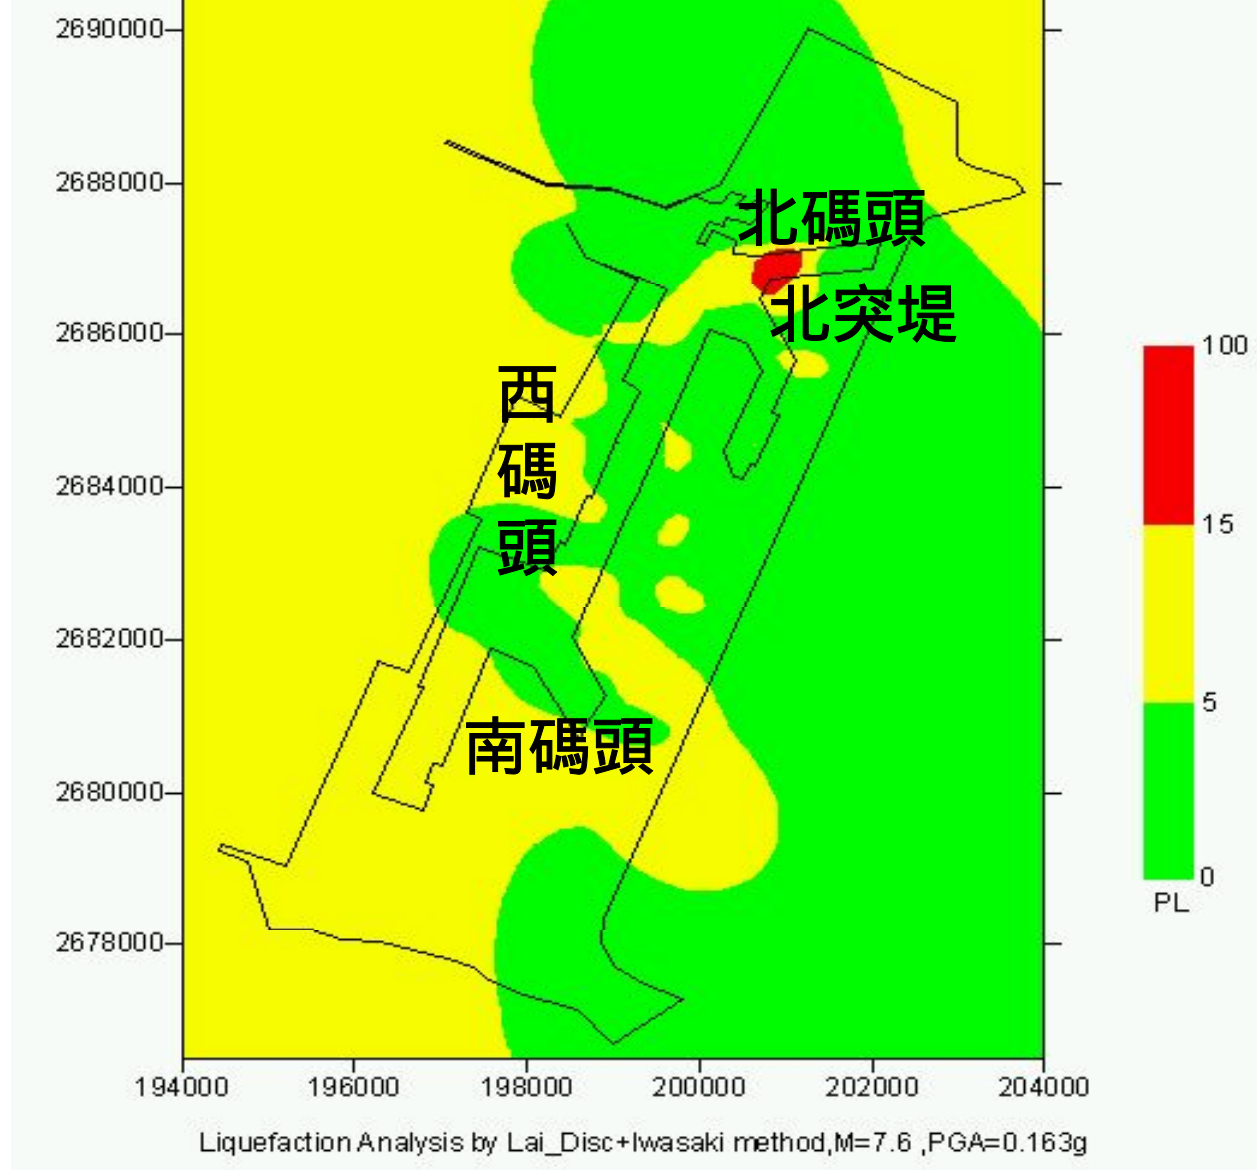 2690000
2688000
2686000
2684000
2682000
2680000
2678000
北碼頭
北突堤
西
碼
頭
南碼頭
100
15
5
0
PL
194000 196000 198000 200000 202000 204000
Liquefaction Analysis by Lai_Disc+Iwasaki method,M=7.6 ,PGA=0.163g